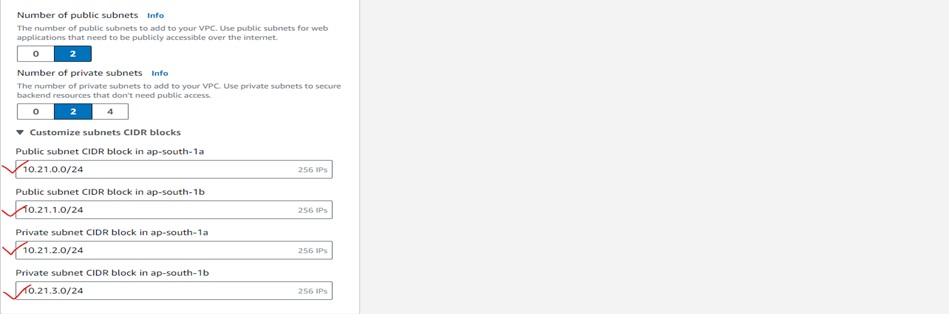 Number of public subnets Info
The number of public subnets to add to your VPC. Use public subnets for web
applications that need to be publicly accessible over the internet.
0 2
Number of private subnets Info
The number of private subnets to add to your VPC. Use private subnets to secure
backend resources that don't need public access.
0 2 4
Customize subnets CIDR blocks
Public subnet CIDR block in ap-south-1a
10.21.0.0/24 256 IPs
Public subnet CIDR block in ap-south-1b
10.21.1.0/24 256 IPs
Private subnet CIDR block in ap-south-1a
10.21.2.0/24 256 IPs
Private subnet CIDR block in ap-south-1b
10.21.3.0/24 256 IPs